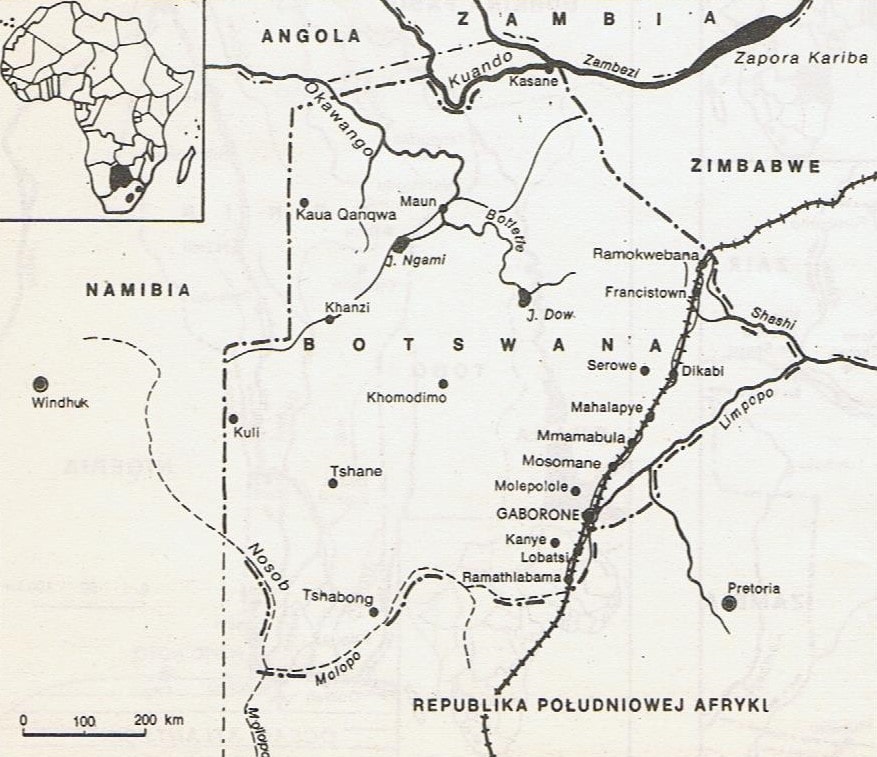 ZAMBIA
ANGOLA
Zapora Kariba
Kuando
Zambezi
Kasane
Okawango
ZIMBABWE
Kaua Qanqwa
Maun
Botletle
J. Ngami
Ramokwebana
NAMIBIA
Francistown
Khanzi
J. Dow
Shashi
BOTSWANA
Serowe
Dikabi
Windhuk
Khomodimo
Limpopo
Mahalapye
Kuli
Mmamabula
Tshane
Mosomane
Molepolole
GABORONE
Kanye
Nosob
Lobatsi
Ramathlabama
Tshabong
Pretoria
Molopo
REPUBLIKA POŁUDNIOWEJ AFRYKI
Molopo
0 100 200 km